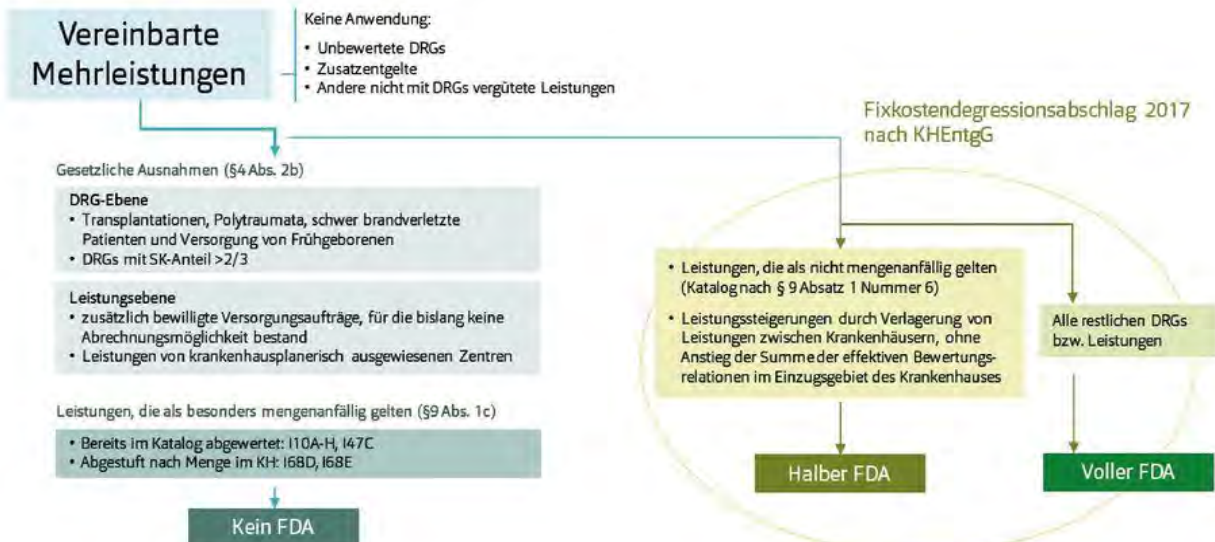 Vereinbarte
Mehrleistungen
Keine Anwendung:
• Unbewertete DRGs
• Zusatzentgelte
• Andere nicht mit DRGs vergütete Leistungen
Fixkostendegressionsabschlag 2017
nach KHEntgG
Gesetzliche Ausnahmen (§4 Abs. 2b)
DRG-Ebene
• Transplantationen, Polytraumata, schwer brandverletzte
Patienten und Versorgung von Frühgeborenen
• DRGs mit SK-Anteil >2/3
Leistungsebene
• zusätzlich bewilligte Versorgungsaufträge, für die bislang keine
Abrechnungsmöglichkeit bestand
• Leistungen von krankenhausplanerisch ausgewiesenen Zentren
Leistungen, die als besonders mengenanfällig gelten (§9 Abs. 1c)
• Bereits im Katalog abgewertet: I10A-H, I47C
• Abgestuft nach Menge im KH: I68D, I68E
Kein FDA
• Leistungen, die als nicht mengenanfällig gelten
(Katalog nach § 9 Absatz 1 Nummer 6)
• Leistungssteigerungen durch Verlagerung von
Leistungen zwischen Krankenhäusern, ohne
Anstieg der Summe der effektiven Bewertungs-
relationen im Einzugsgebiet des Krankenhauses
Halber FDA
Alle restlichen DRGs
bzw. Leistungen
Voller FDA